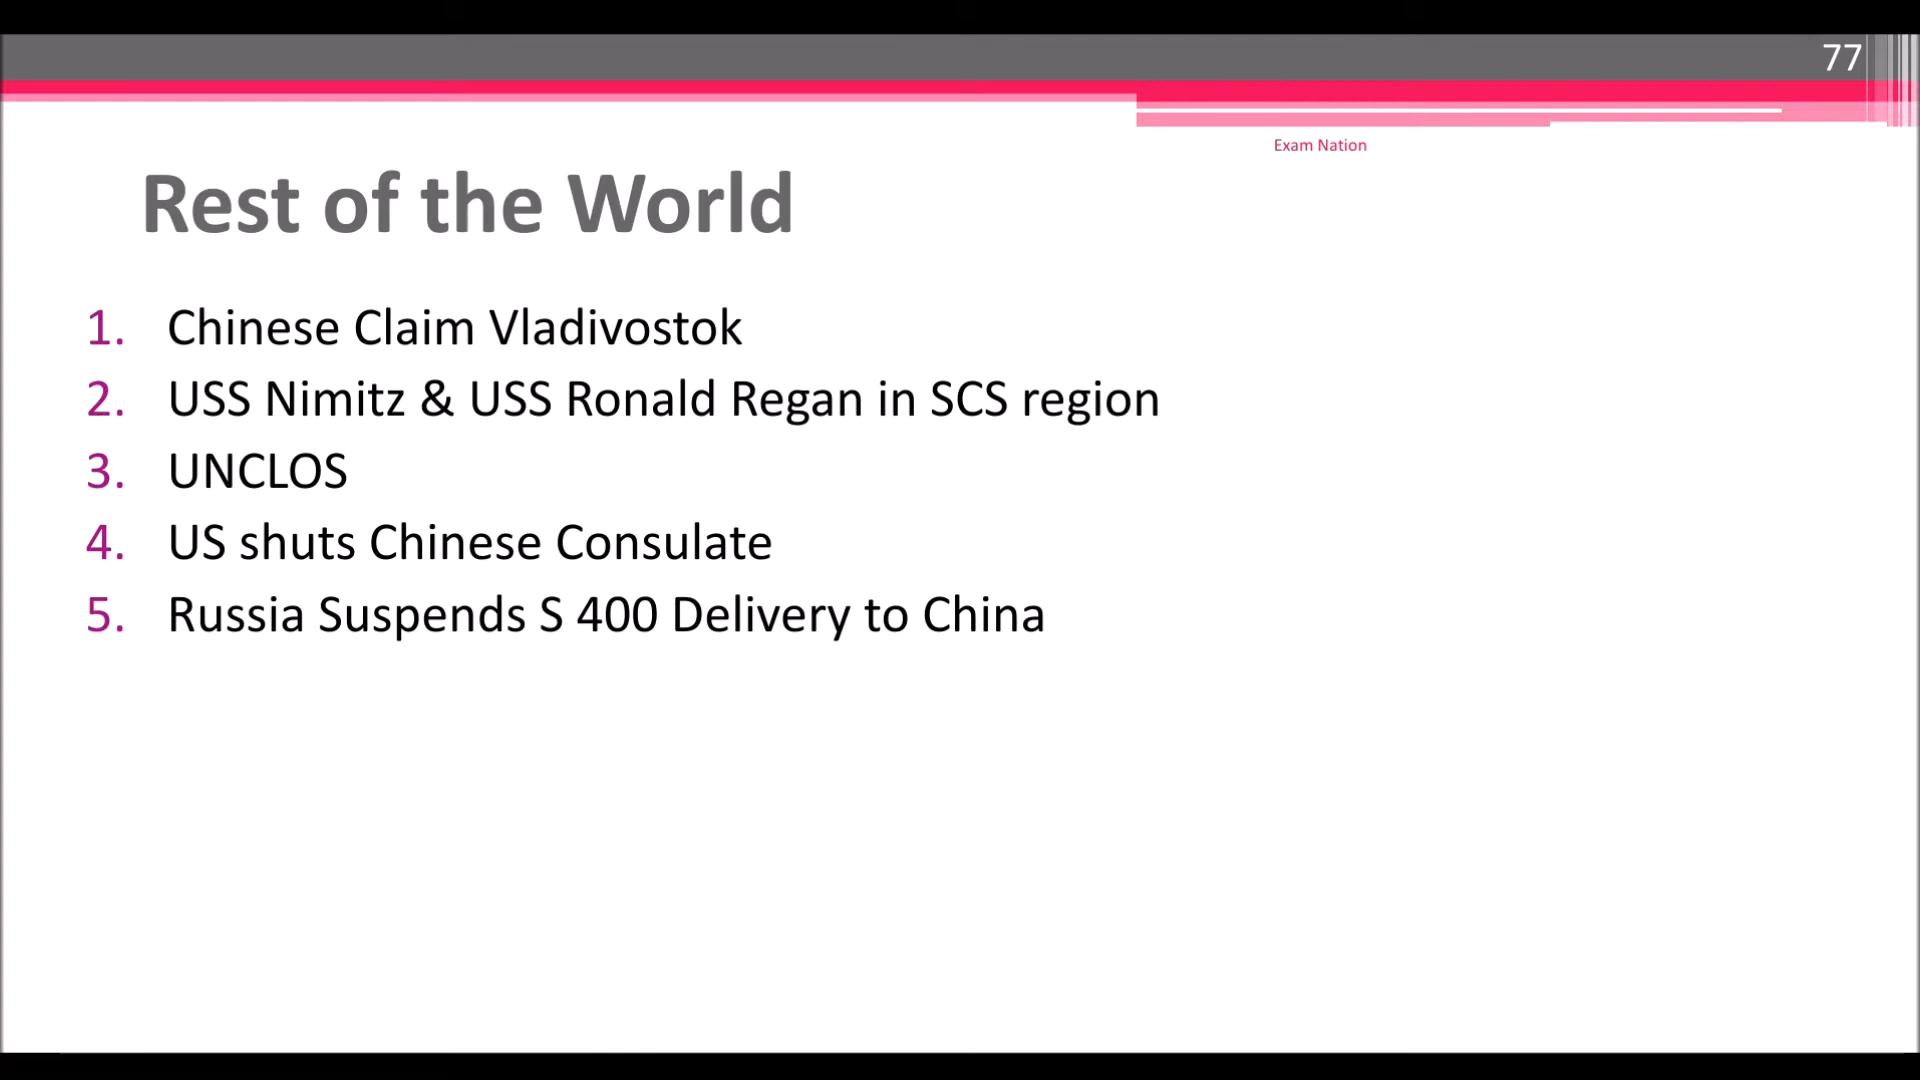 77
Exam Nation
Rest of the World
1. Chinese Claim Vladivostok
2. USS Nimitz & USS Ronald Regan in SCS region
3. UNCLOS
4. US shuts Chinese Consulate
5. Russia Suspends S 400 Delivery to China